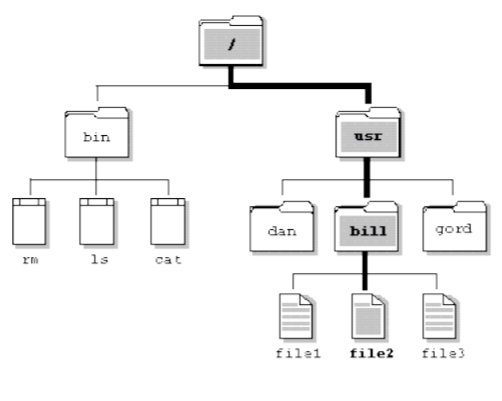 /
bin
usr
dan
bill
gord
rm
ls
cat
file1
file2
file3